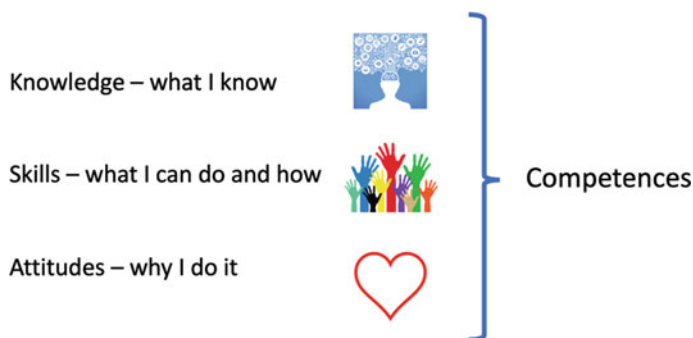 Knowledge – what I know
Skills – what I can do and how
Attitudes – why I do it
Competences